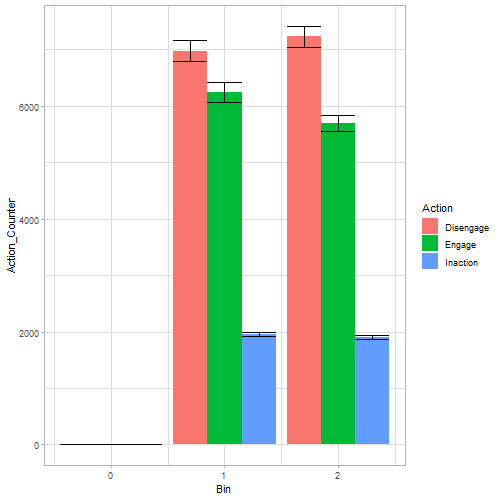 6000
4000
2000
0
Action_Counter
0 1 2
Bin
Action
Disengage
Engage
Inaction